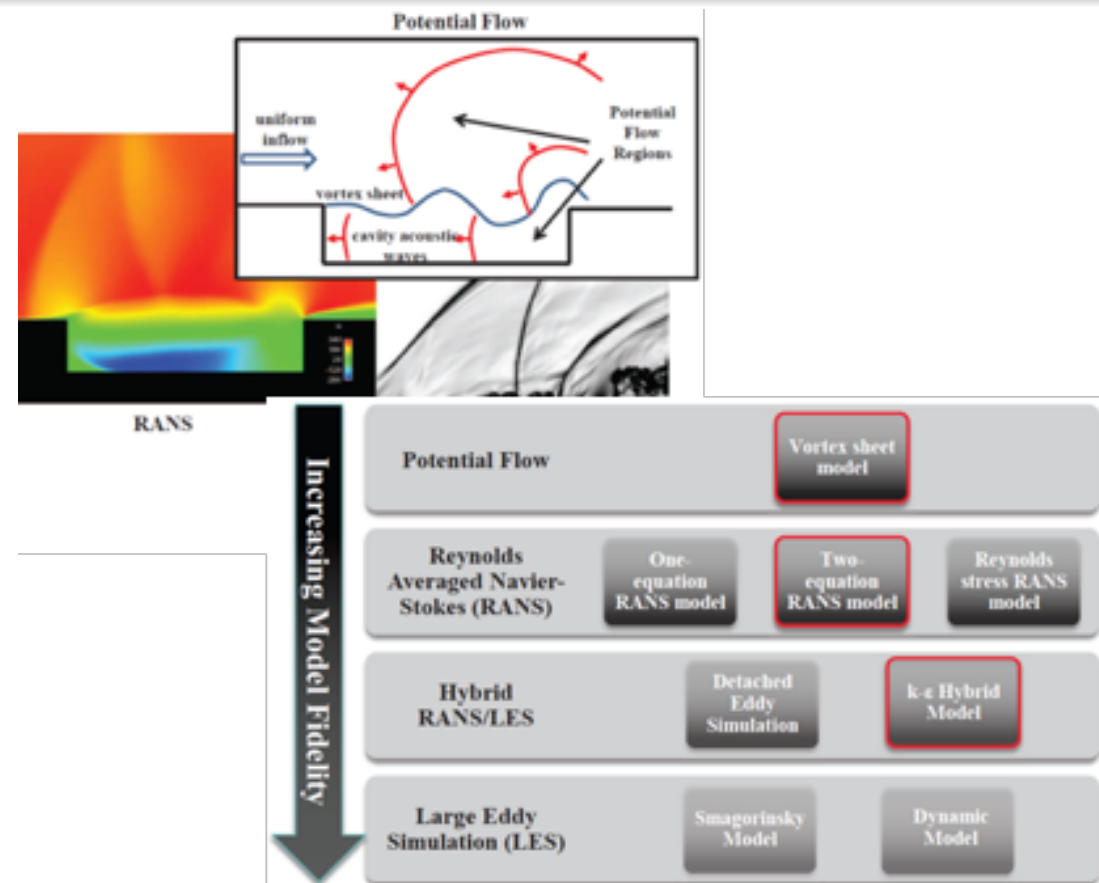 Potential Flow
uniform
inflow
Potential
Flow
Regions
vortex sheet
cavity acoustic
waves
RANS
Increasing Model Fidelity
Potential Flow
Vortex sheet
model
Reynolds
Averaged Navier-
Stokes (RANS)
One-
equation
RANS model
Two-
equation
RANS model
Reynolds
stress RANS
model
Hybrid
RANS/LES
Detached
Eddy
Simulation
k-ε Hybrid
Model
Large Eddy
Simulation (LES)
Smagorinsky
Model
Dynamic
Model